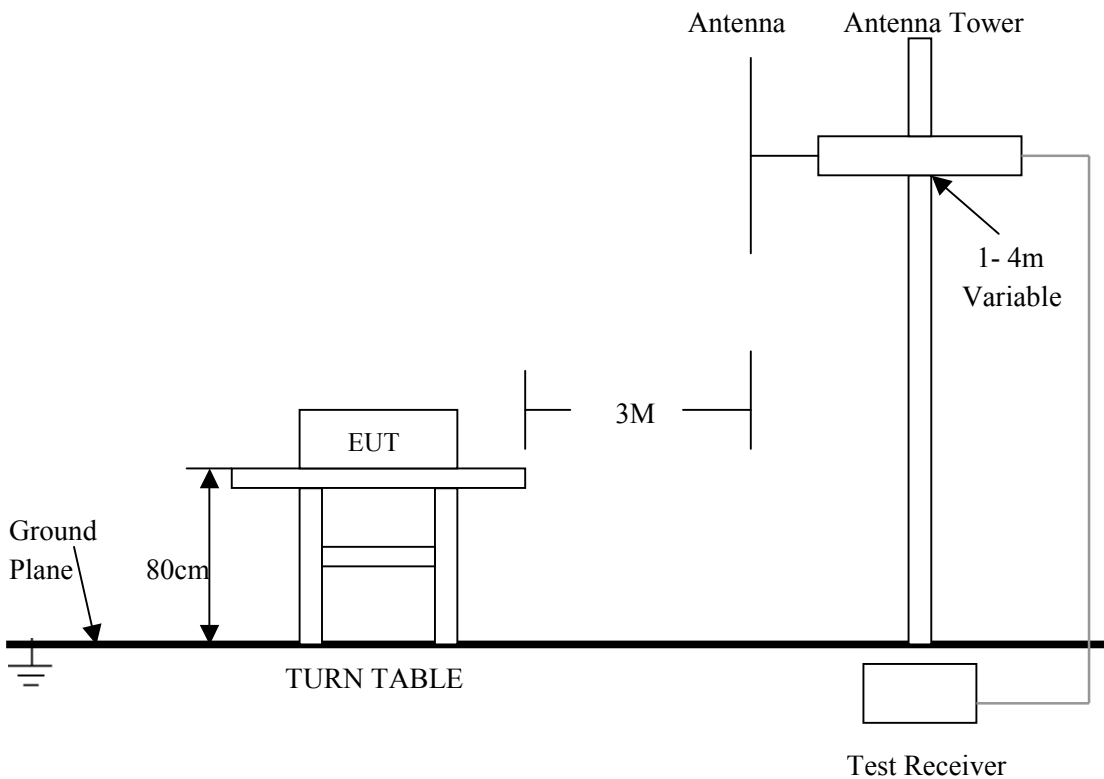 Antenna
Antenna Tower
1- 4m
Variable
3M
EUT
Ground
Plane
80cm
TURN TABLE
Test Receiver